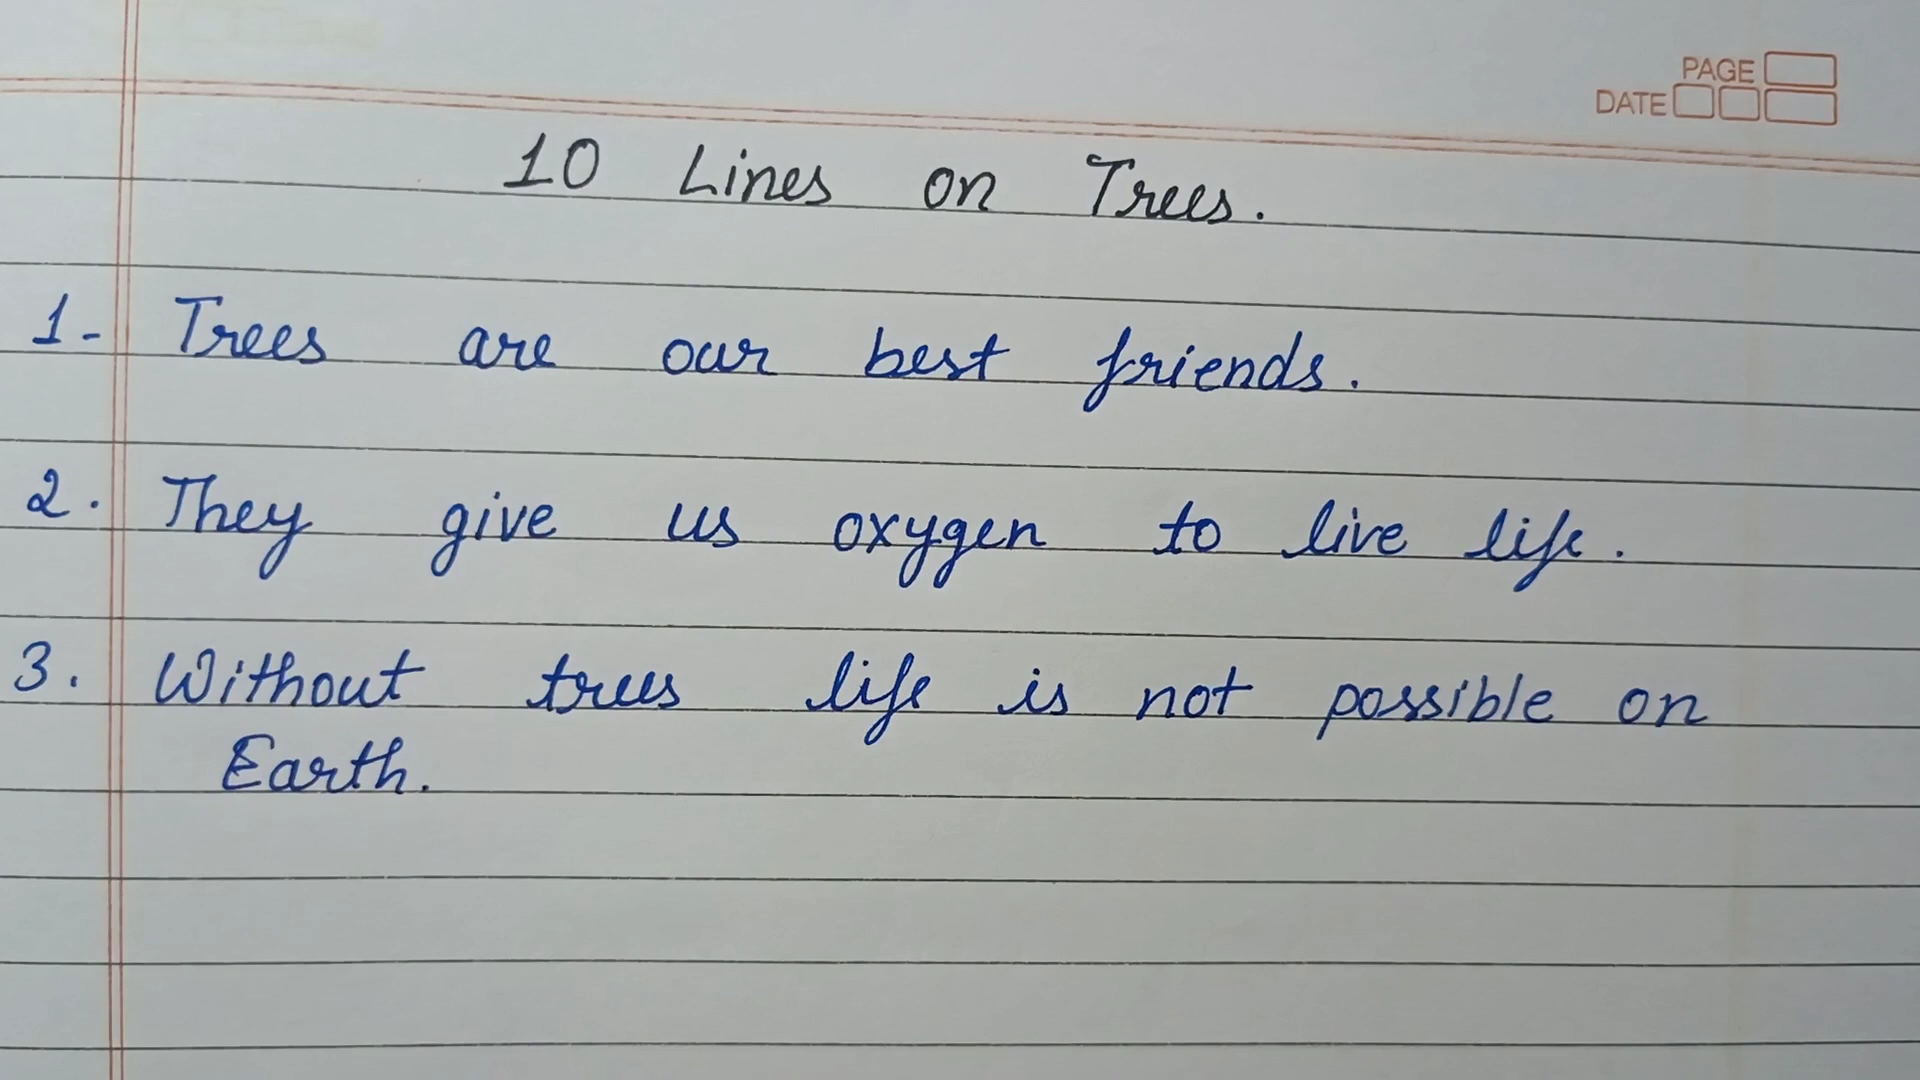 PAGE
DATE
10 Lines on Trees.
1- Trees are our best friends.
2. They give us oxygen to live life.
3. Without trees life is not possible on
Earth.